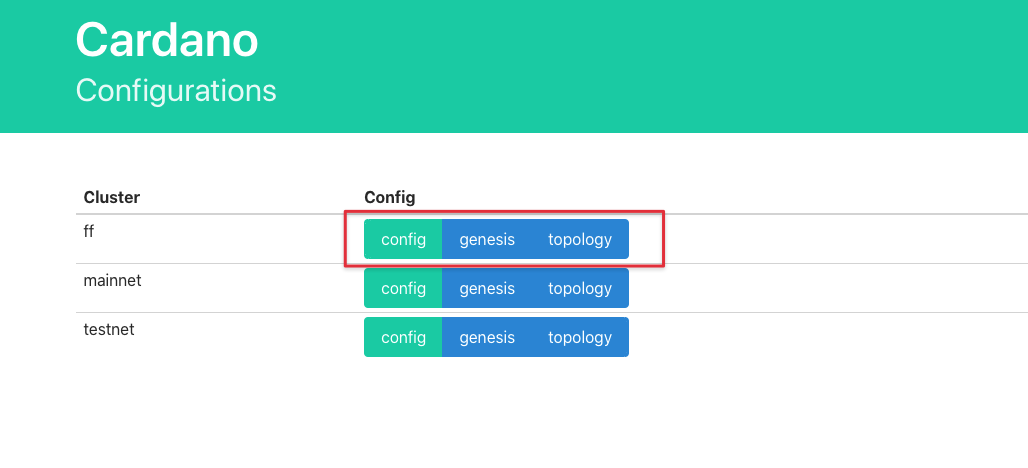 Cardano
Configurations
Cluster Config
ff config genesis topology
mainnet config genesis topology
testnet config genesis topology